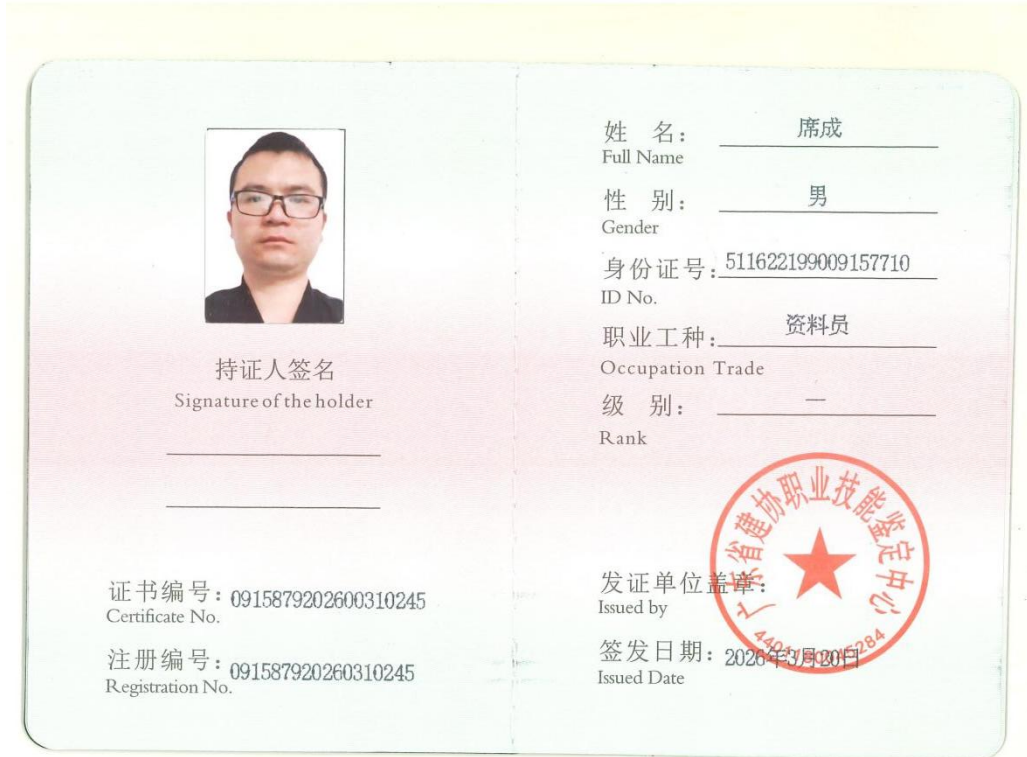 持证人签名
Signature of the holder
证书编号：0915879202600310245
Certificate No.
注册编号：091587920260310245
Registration No.
姓 名： 席成
Full Name
性 别： 男
Gender
身份证号：511622199009157710
ID No.
职业工种： 资料员
Occupation Trade
级 别： 一
Rank
广东省建协职业技能鉴定中心
发证单位盖章：
Issued by
签发日期：2026年3月20日
Issued Date